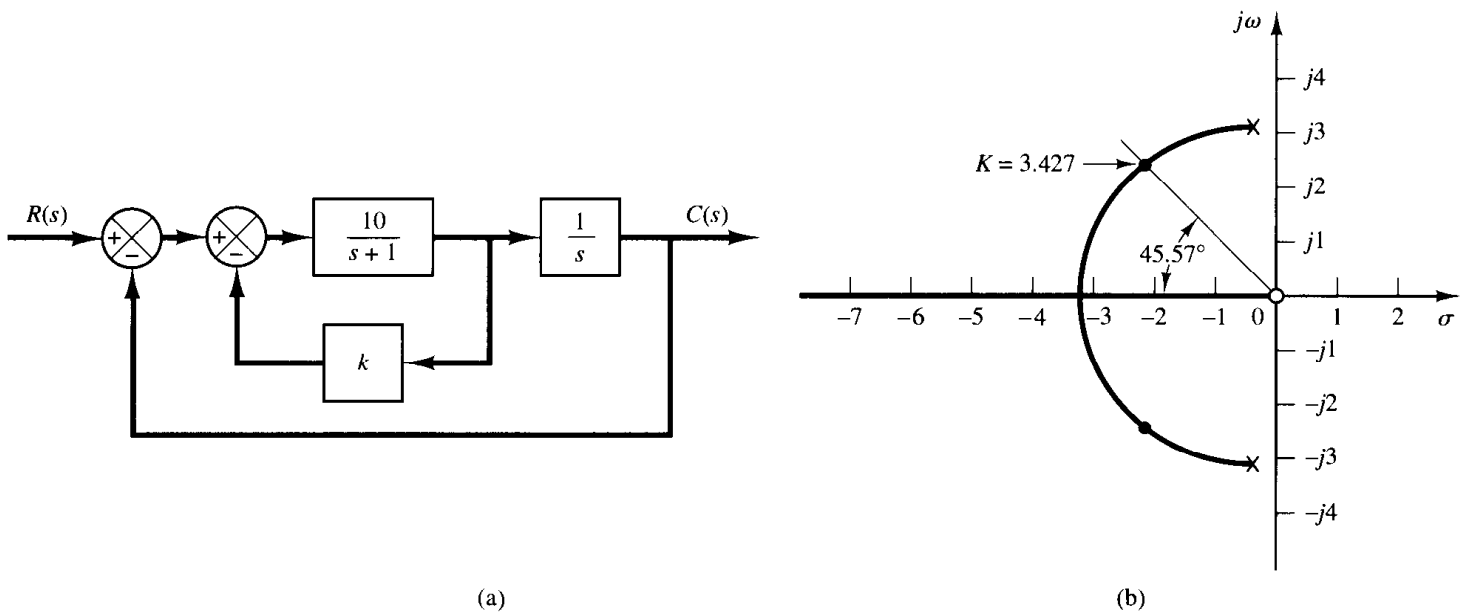 R(s)
+
−
+
−
10
s + 1
1
s
C(s)
k
(a)
jω
j4
j3
K = 3.427
j2
45.57°
j1
−7 −6 −5 −4 −3 −2 −1 0 1 2 σ
−j1
−j2
−j3
−j4
(b)